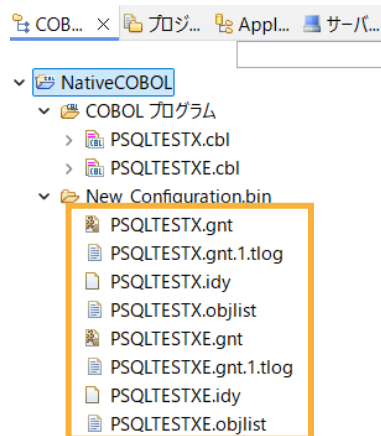 COB... × プロジ... Appl... サーバ...
NativeCOBOL
COBOL プログラム
PSQLTESTX.cbl
PSQLTESTXE.cbl
New_Configuration.bin
PSQLTESTX.gnt
PSQLTESTX.gnt.1.tlog
PSQLTESTX.idy
PSQLTESTX.objlist
PSQLTESTXE.gnt
PSQLTESTXE.gnt.1.tlog
PSQLTESTXE.idy
PSQLTESTXE.objlist